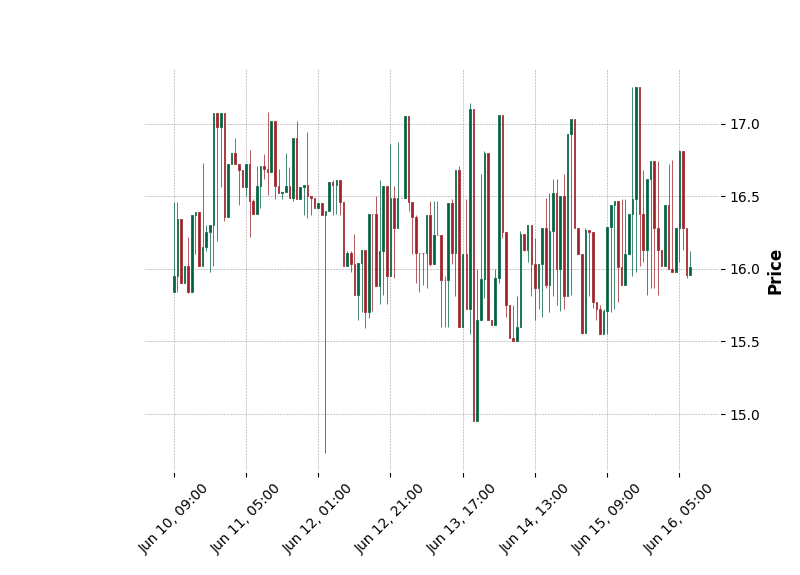 17.0
16.5
16.0
15.5
15.0
Price
Jun 10, 09:00
Jun 11, 05:00
Jun 12, 01:00
Jun 12, 21:00
Jun 13, 17:00
Jun 14, 13:00
Jun 15, 09:00
Jun 16, 05:00